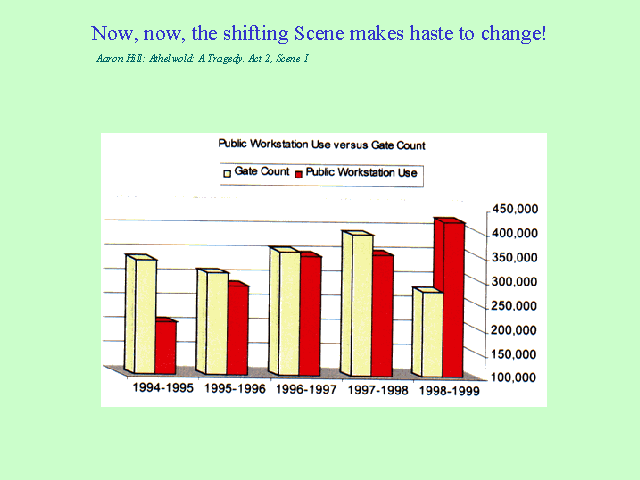 Now, now, the shifting Scene makes haste to change!
Aaron Hill: Athelwold: A Tragedy. Act 2, Scene I
Public Workstation Use versus Gate Count
Gate Count Public Workstation Use
450,000
400,000
350,000
300,000
250,000
200,000
150,000
100,000
1994-1995 1995-1996 1996-1997 1997-1998 1998-1999